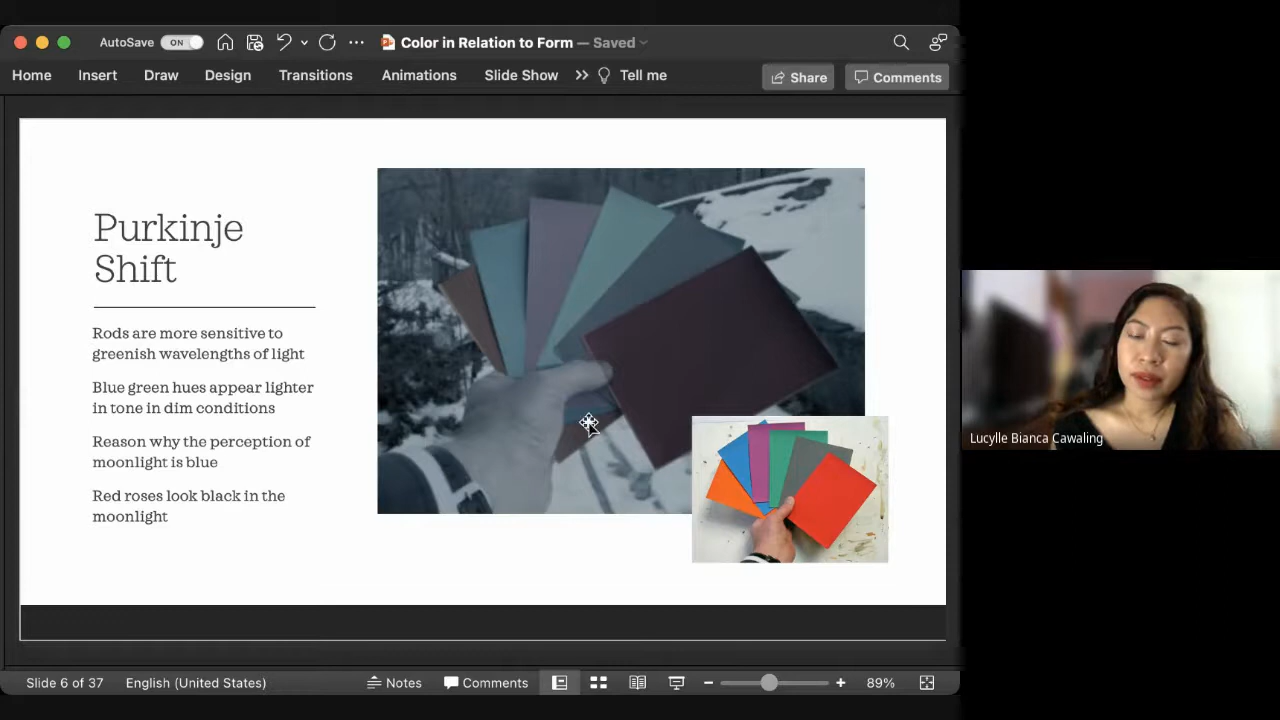 AutoSave ON Color in Relation to Form — Saved
Home Insert Draw Design Transitions Animations Slide Show Tell me Share Comments
Purkinje
Shift
Rods are more sensitive to
greenish wavelengths of light
Blue green hues appear lighter
in tone in dim conditions
Reason why the perception of
moonlight is blue
Red roses look black in the
moonlight
Lucylle Bianca Cawaling
Slide 6 of 37 English (United States) Notes Comments 89%